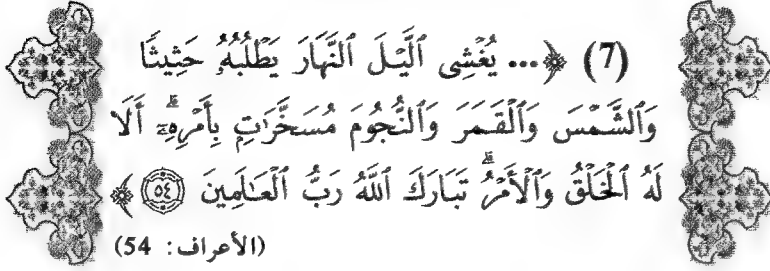 (7) ﴿... يُغْشِى ٱلَّيْلَ ٱلنَّهَارَ يَطْلُبُهُۥ حَثِيثًا
وَٱلشَّمْسَ وَٱلْقَمَرَ وَٱلنُّجُومَ مُسَخَّرَٰتٍۭ بِأَمْرِهِۦٓ ۗ أَلَا
لَهُ ٱلْخَلْقُ وَٱلْأَمْرُ ۗ تَبَارَكَ ٱللَّهُ رَبُّ ٱلْعَـٰلَمِينَ ٥٤ ﴾
(الأعراف: 54)